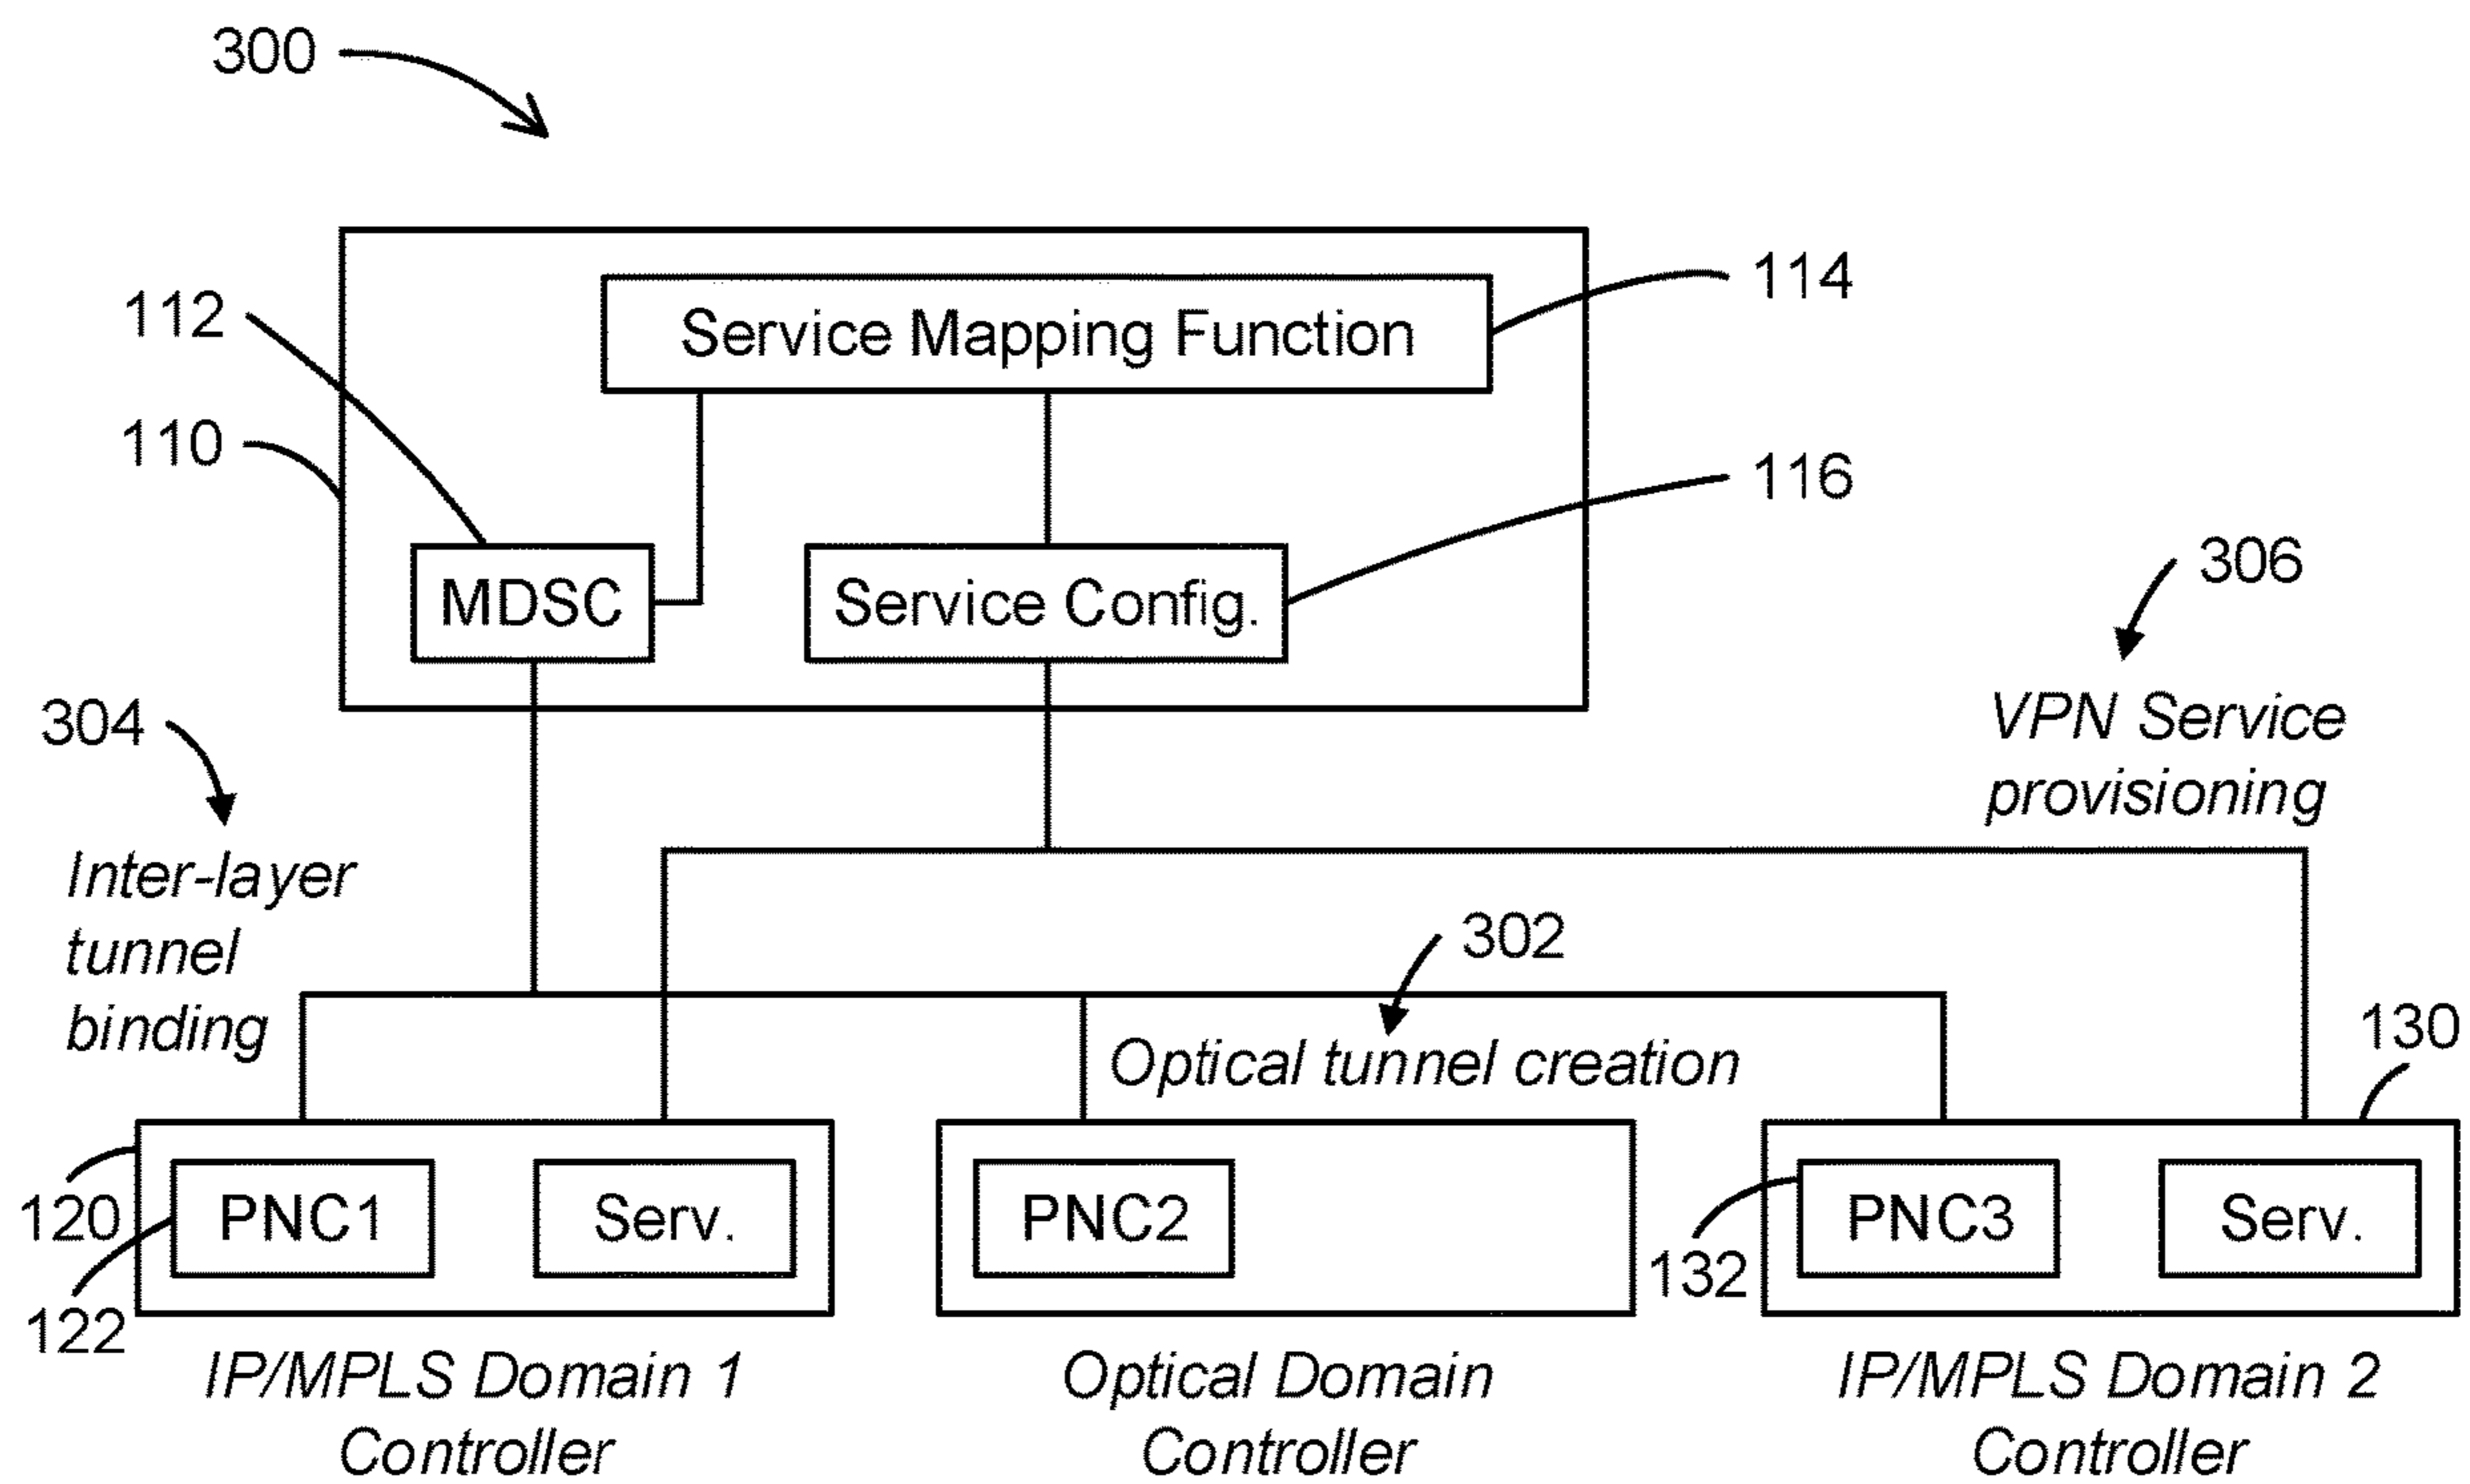 300
Service Mapping Function
114
112
110
116
MDSC
Service Config.
306
VPN Service
provisioning
304
Inter-layer
tunnel
binding
302
Optical tunnel creation
130
120
PNC1
Serv.
PNC2
132
PNC3
Serv.
122
IP/MPLS Domain 1
Controller
Optical Domain
Controller
IP/MPLS Domain 2
Controller